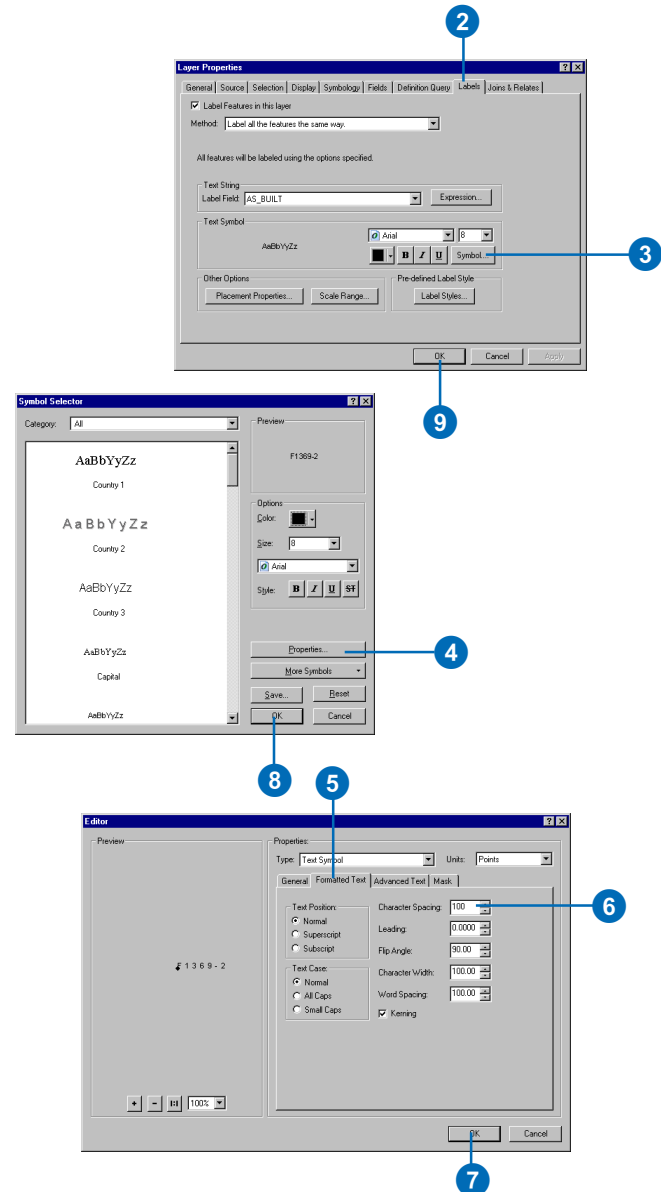 2
Layer Properties
General Source Selection Display Symbology Fields Definition Query Labels Joins & Relates
Label Features in this layer
Method: Label all the features the same way.
All features will be labeled using the options specified.
Text String
Label Field: AS_BUILT Expression...
Text Symbol
AaBbYyZz
Arial 8
B I U Symbol...
3
Other Options
Placement Properties... Scale Range...
Pre-defined Label Style
Label Styles...
OK Cancel Apply
9
Symbol Selector
Category: All
AaBbYyZz
Country 1
AaBbYyZz
Country 2
AaBbYyZz
Country 3
AaBbYyZz
Capital
AaBbYyZz
Preview
F1369-2
Options
Color:
Size: 8
Arial
Style: B I U ST
Properties...
4
More Symbols
Save... Reset
OK Cancel
8
5
Editor
Preview
F1369-2
100%
Properties:
Type: Text Symbol Units: Points
General Formatted Text Advanced Text Mask
Text Position:
Normal
Superscript
Subscript
Text Case:
Normal
All Caps
Small Caps
Character Spacing: 100
6
Leading: 0.0000
Flip Angle: 90.00
Character Width: 100.00
Word Spacing: 100.00
Kerning
OK Cancel
7